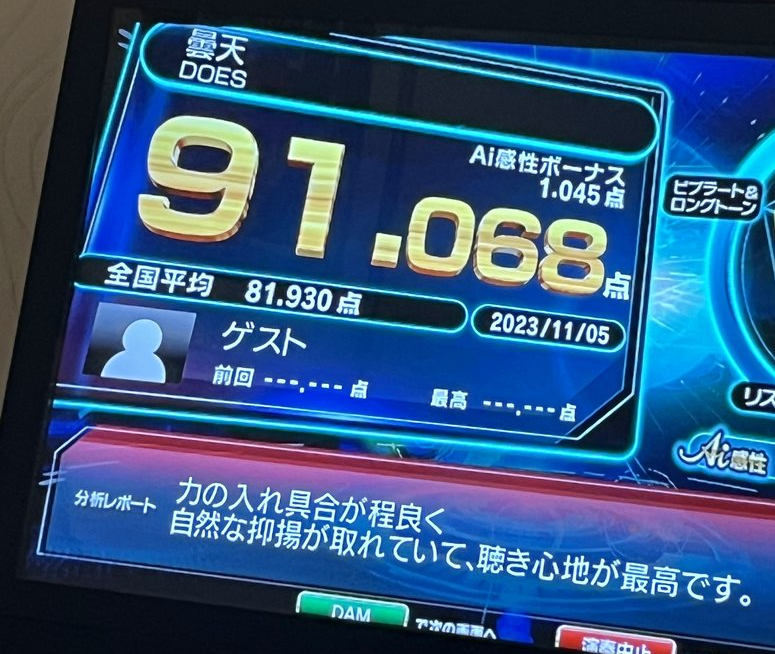 曇天
DOES
Ai感性ボーナス
1.045点
91.068点
全国平均 81.930点
2023/11/05
ゲスト
前回 ---.---点 最高 ---.---点
ビブラート&
ロングトーン
リズ
Ai感性
分析レポート
力の入れ具合が程良く
自然な抑揚が取れていて、聴き心地が最高です。
DAM で次の画面へ
演奏中止